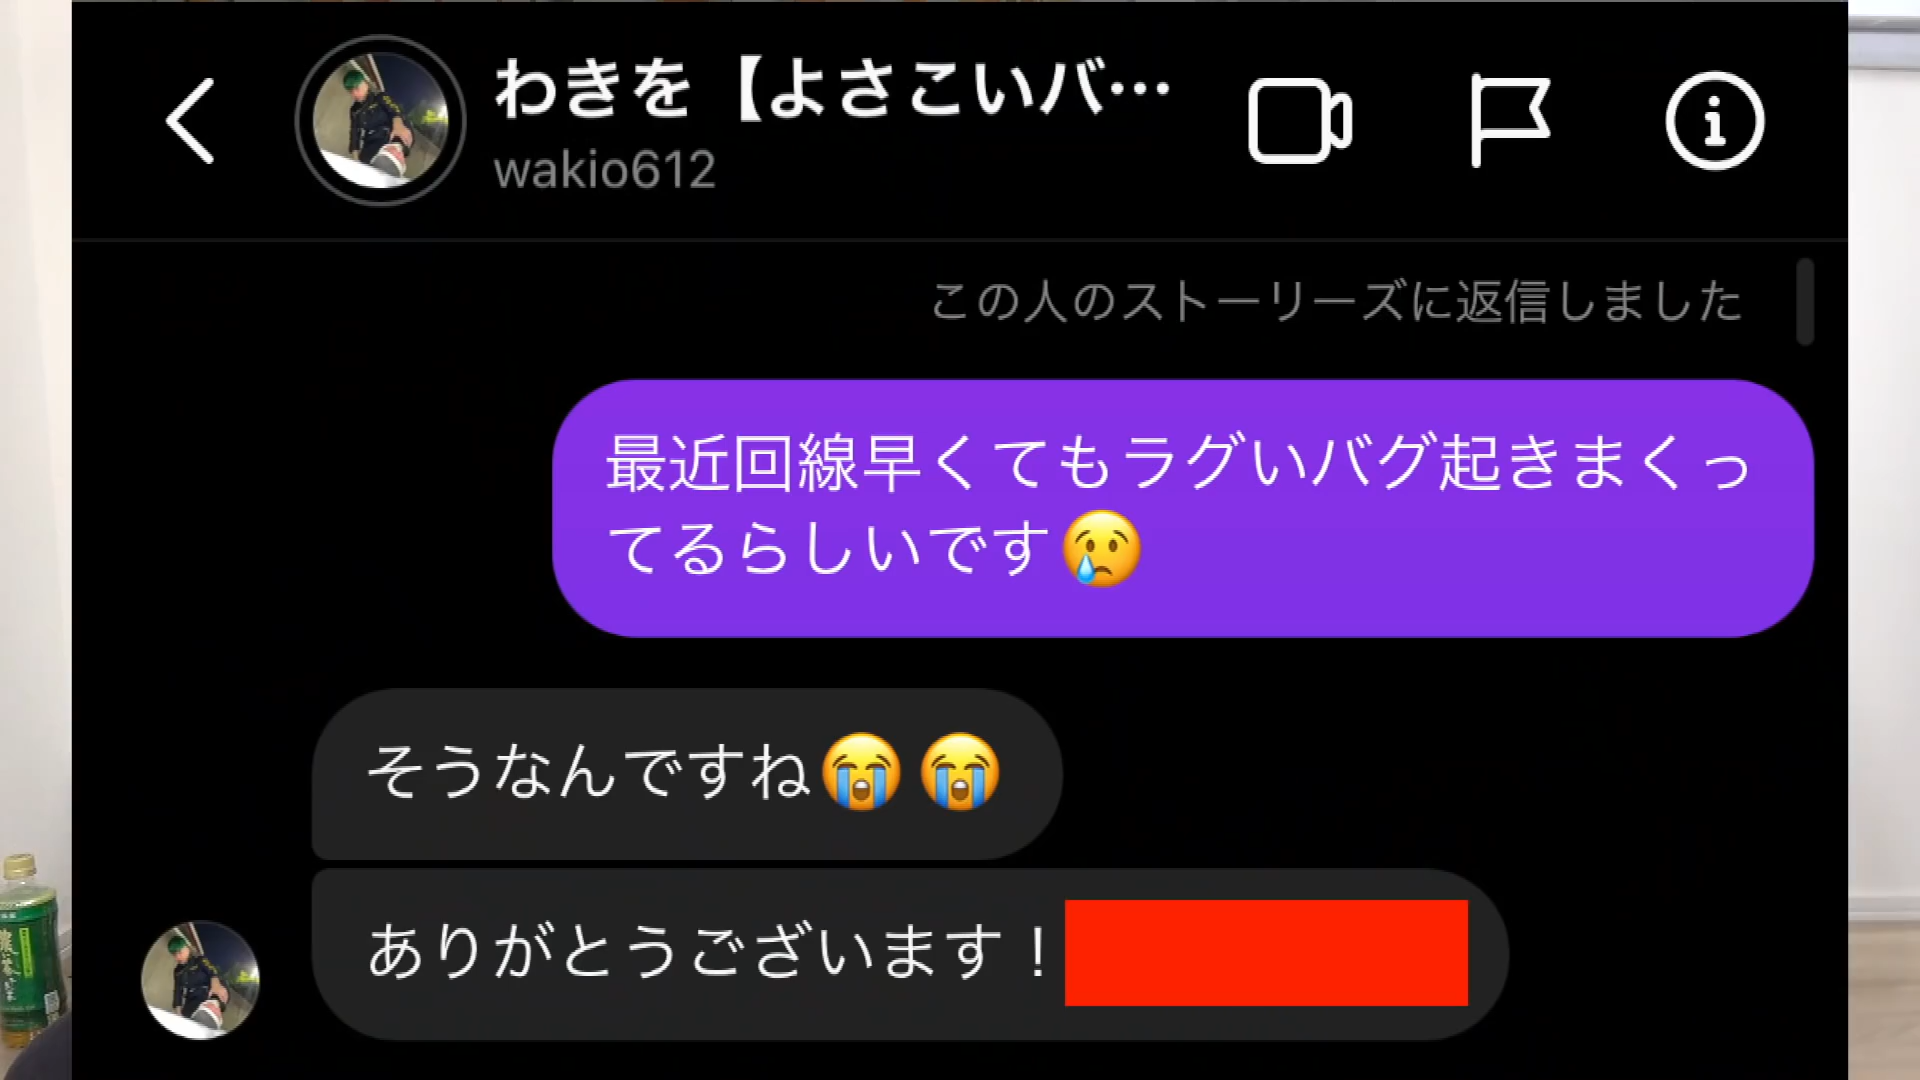 わきを【よさこいバ…
wakio612
この人のストーリーズに返信しました
最近回線早くてもラグいバグ起きまくっ
てるらしいです😢
そうなんですね😭😭
ありがとうございます！